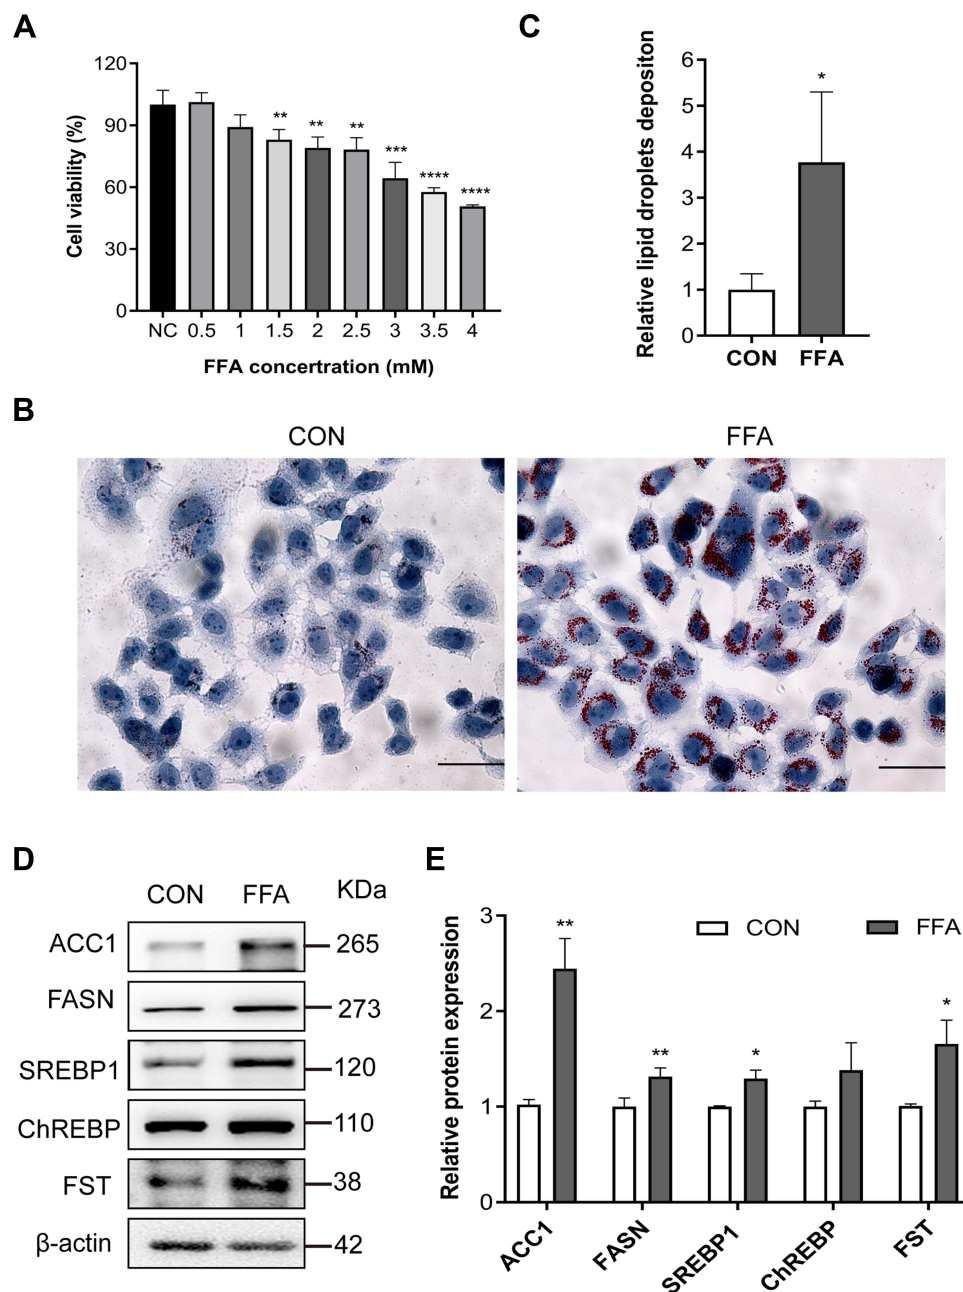 A
120
90
60
30
0
Cell viability (%)
** ** ** *** **** ****
NC 0.5 1 1.5 2 2.5 3 3.5 4
FFA concertration (mM)
C
6
5
4
3
2
1
0
Relative lipid droplets depositon
*
CON FFA
B
CON FFA
D
CON FFA KDa
ACC1 265
FASN 273
SREBP1 120
ChREBP 110
FST 38
β-actin 42
E
3
2
1
0
Relative protein expression
CON FFA
** ** * *
ACC1 FASN SREBP1 ChREBP FST